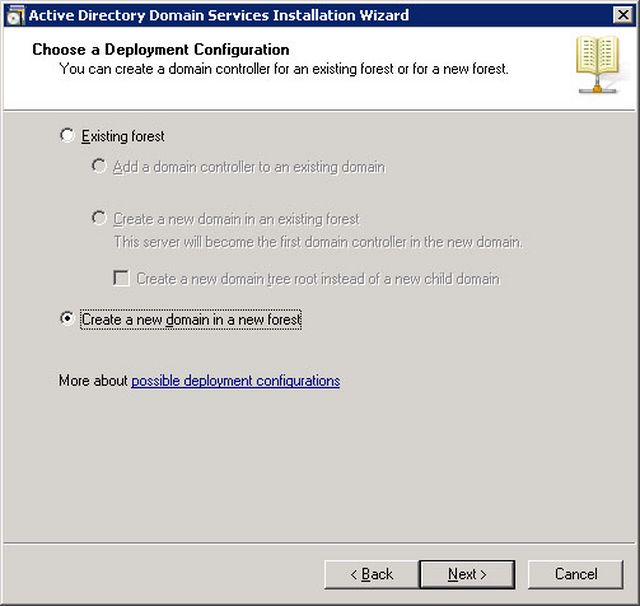 Active Directory Domain Services Installation Wizard
Choose a Deployment Configuration
You can create a domain controller for an existing forest or for a new forest.
Existing forest
Add a domain controller to an existing domain
Create a new domain in an existing forest
This server will become the first domain controller in the new domain.
Create a new domain tree root instead of a new child domain
Create a new domain in a new forest
More about possible deployment configurations
< Back Next > Cancel